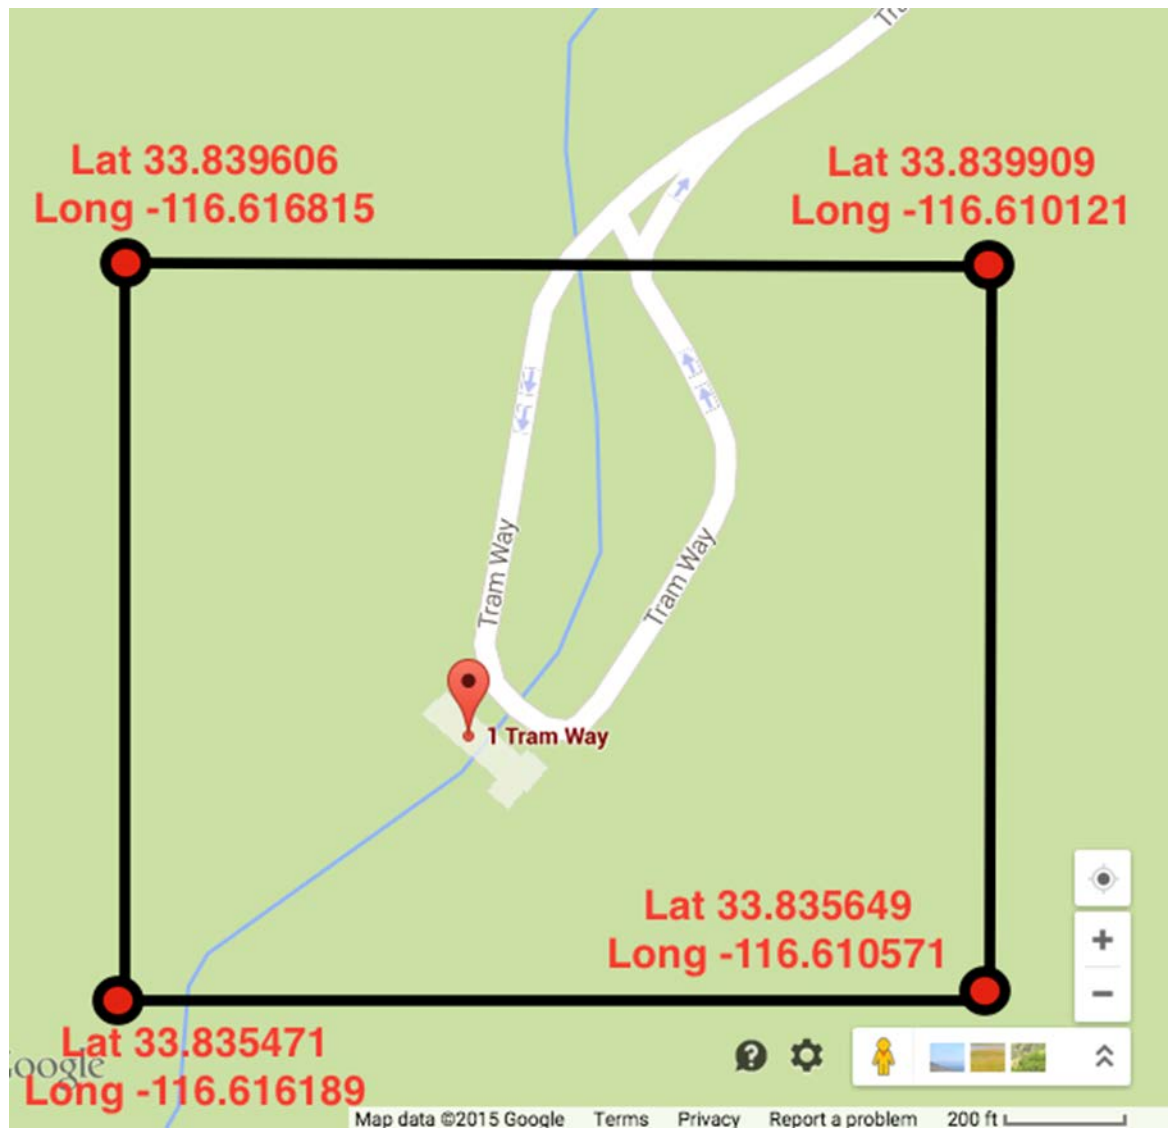 Lat 33.839606
Long -116.616815
Lat 33.839909
Long -116.610121
Tram Way
Tram Way
1 Tram Way
Lat 33.835649
Long -116.610571
Lat 33.835471
Long -116.616189
Google
Map data ©2015 Google Terms Privacy Report a problem 200 ft